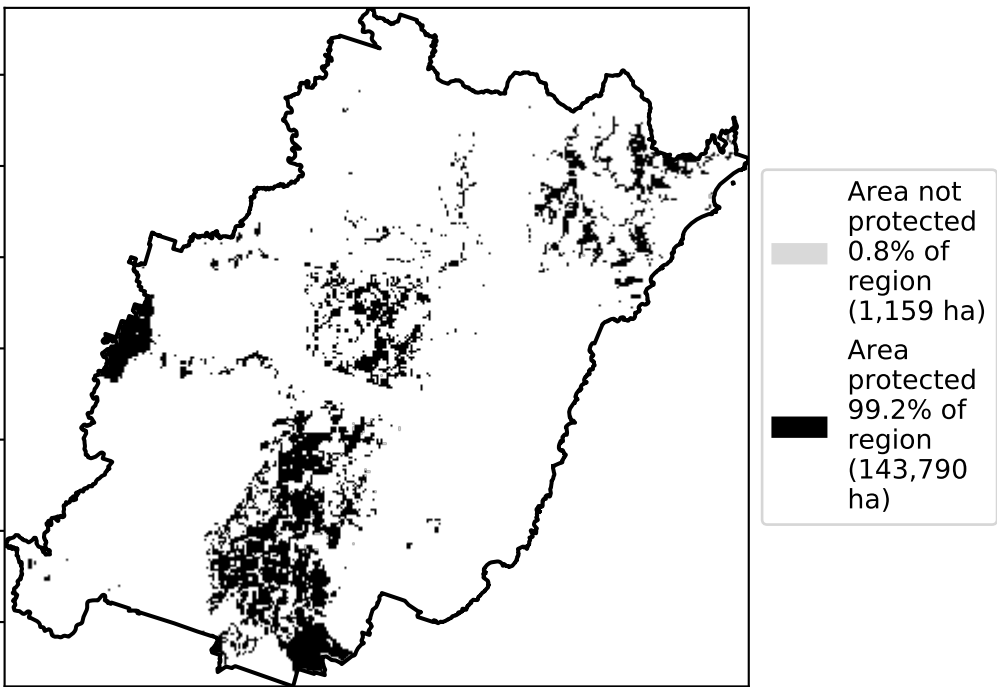 Area not
protected
0.8% of
region
(1,159 ha)
Area
protected
99.2% of
region
(143,790
ha)